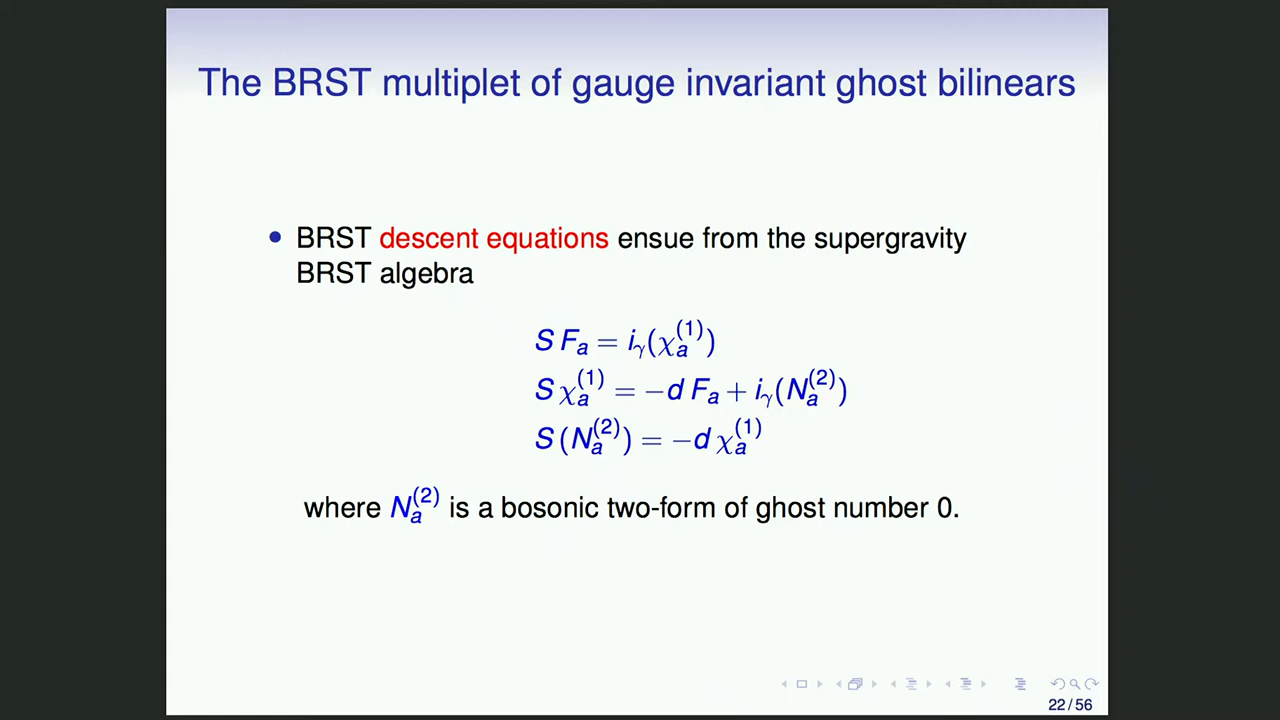 The BRST multiplet of gauge invariant ghost bilinears
• BRST descent equations ensue from the supergravity
BRST algebra
S F_a = i_γ(χ_a^{(1)})
S χ_a^{(1)} = −d F_a + i_γ(N_a^{(2)})
S (N_a^{(2)}) = −d χ_a^{(1)}
where N_a^{(2)} is a bosonic two-form of ghost number 0.
22 / 56